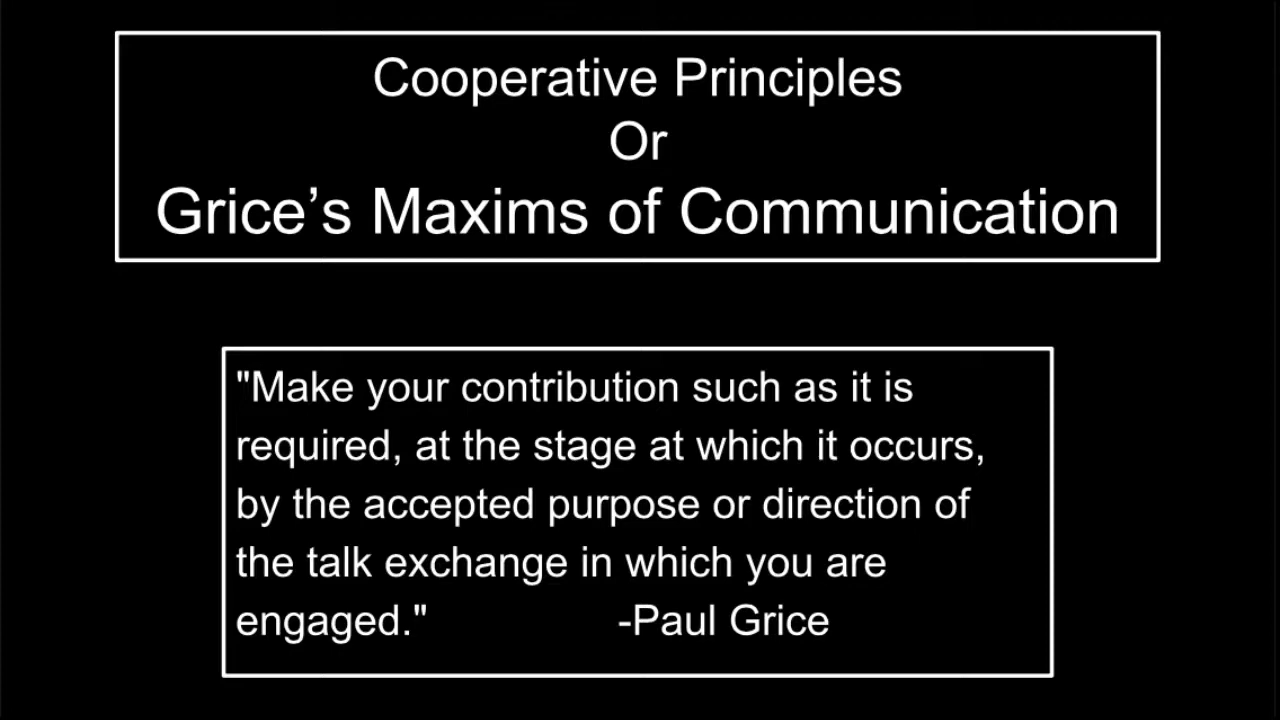 Cooperative Principles
Or
Grice’s Maxims of Communication
"Make your contribution such as it is
required, at the stage at which it occurs,
by the accepted purpose or direction of
the talk exchange in which you are
engaged." -Paul Grice